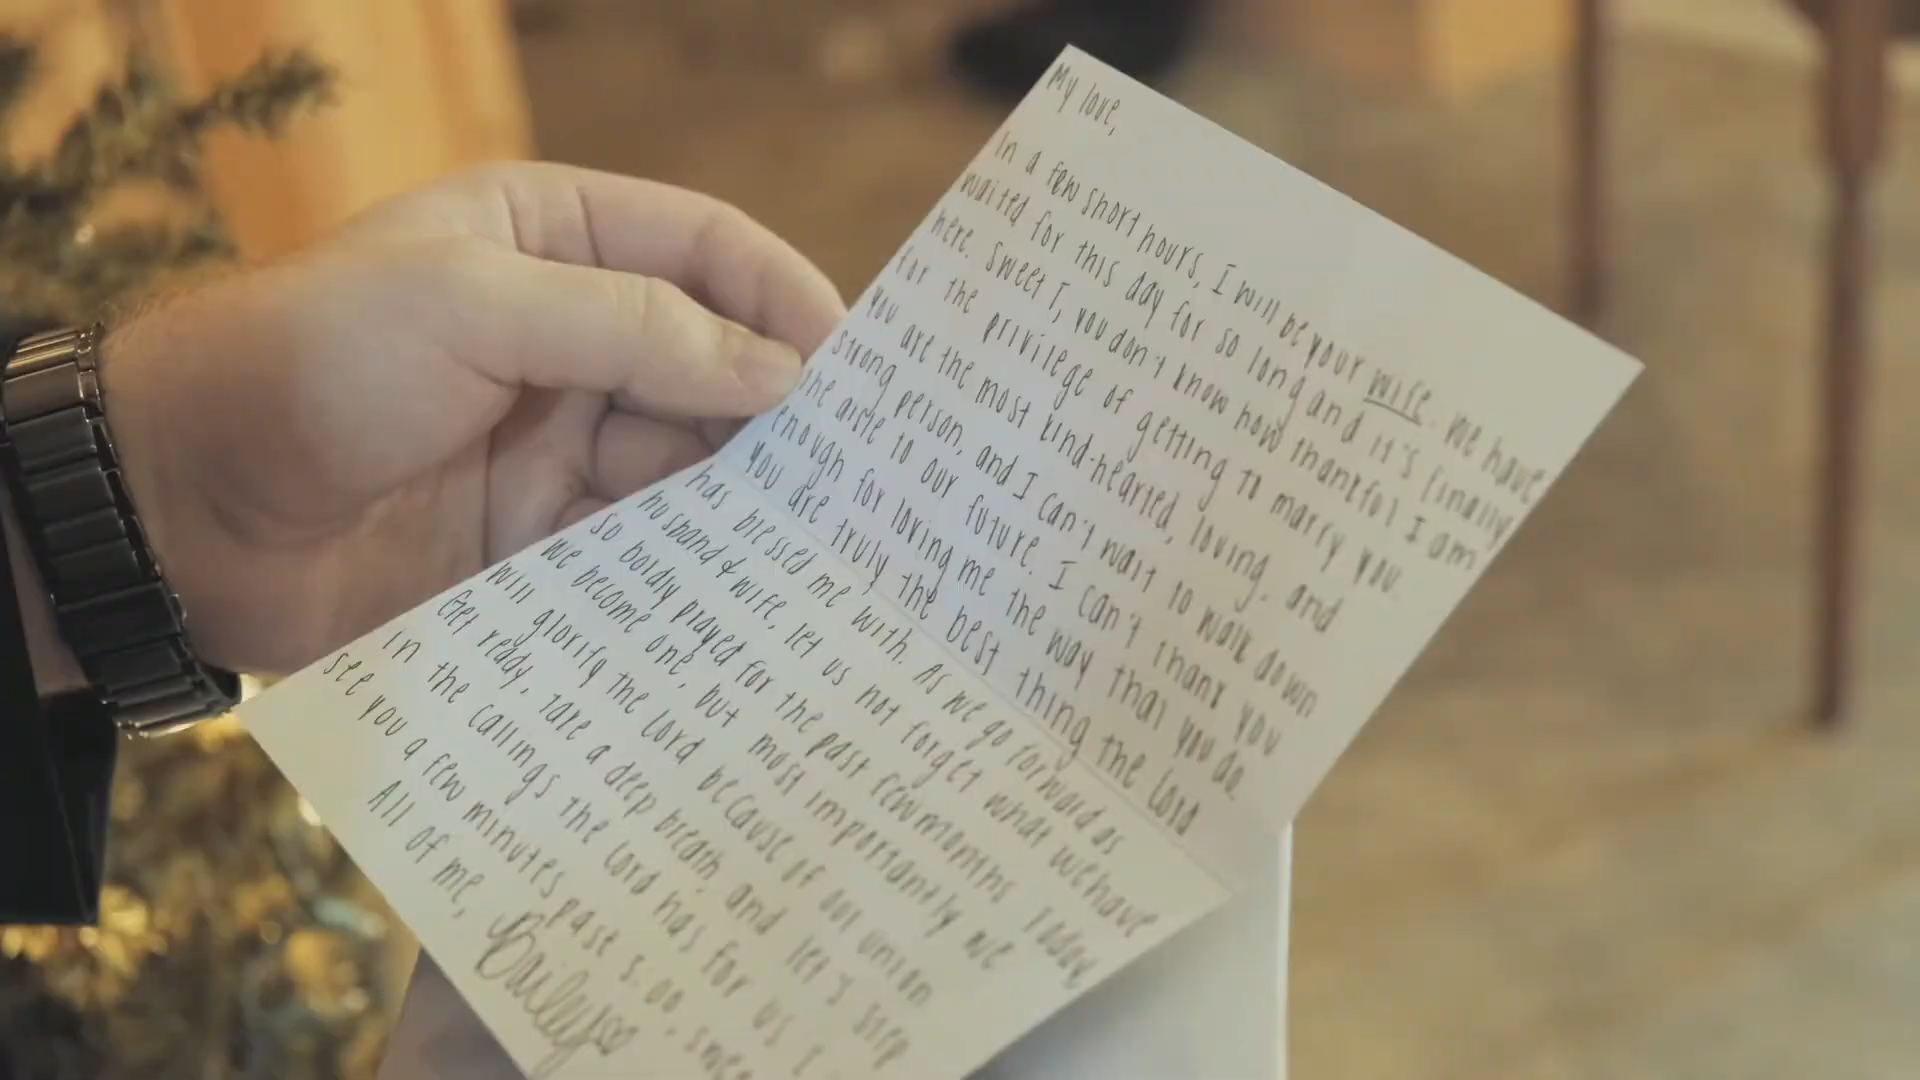 My love,
In a few short hours, I will be your wife. We have
waited for this day for so long and it's finally
here. Sweet T, you don't know how thankful I am
for the privilege of getting to marry you.
You are the most kind-hearted, loving, and
strong person, and I can't wait to walk down
the aisle to our future. I can't thank you
enough for loving me the way that you do.
You are truly the best thing the Lord
has blessed me with. As we go forward as
husband & wife, let us not forget what we have
so boldly prayed for the past few months. Today,
we become one, but most importantly we
will glorify the Lord because of our union
Get ready, take a deep breath, and let's step
in the callings the Lord has for us. I
see you a few minutes past 5:00,
All of me,
Bailey